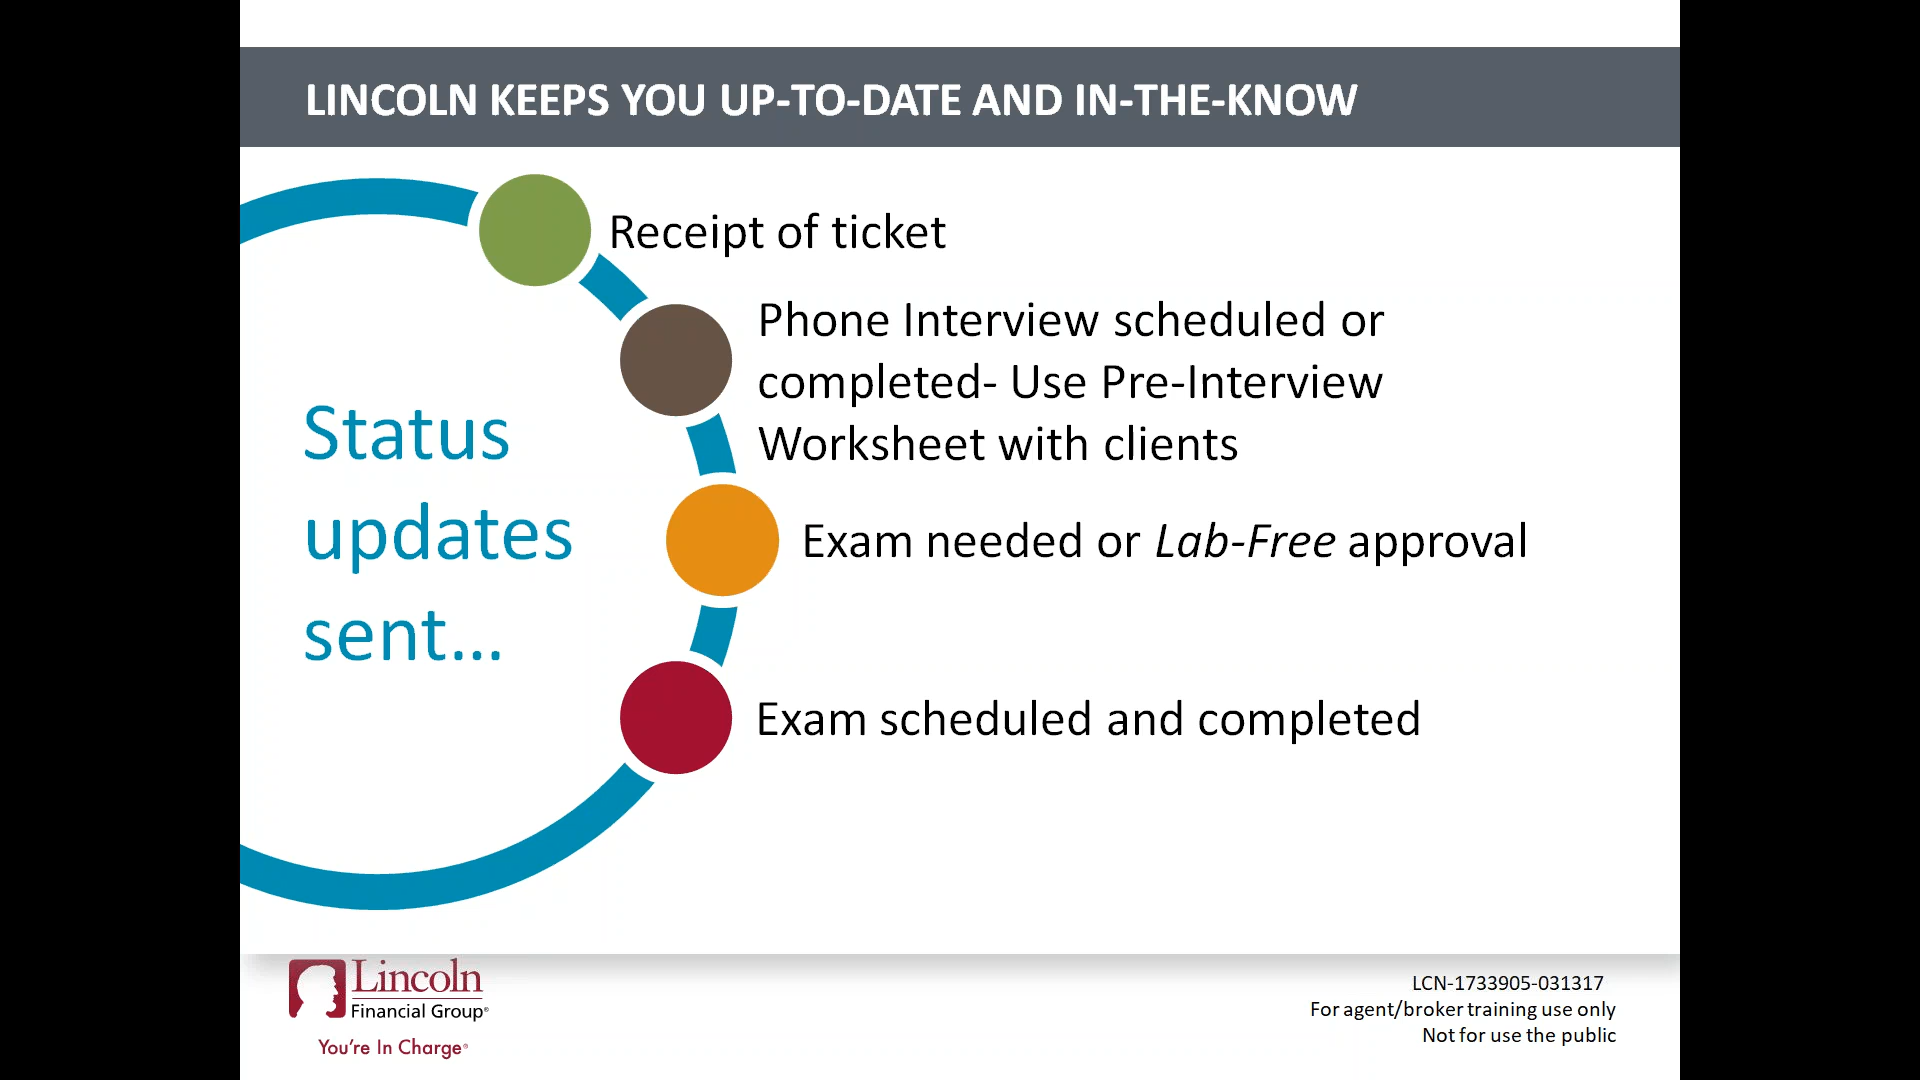 LINCOLN KEEPS YOU UP-TO-DATE AND IN-THE-KNOW
Receipt of ticket
Phone Interview scheduled or
completed- Use Pre-Interview
Worksheet with clients
Status
updates
sent...
Exam needed or Lab-Free approval
Exam scheduled and completed
Lincoln
Financial Group®
You're In Charge®
LCN-1733905-031317
For agent/broker training use only
Not for use the public